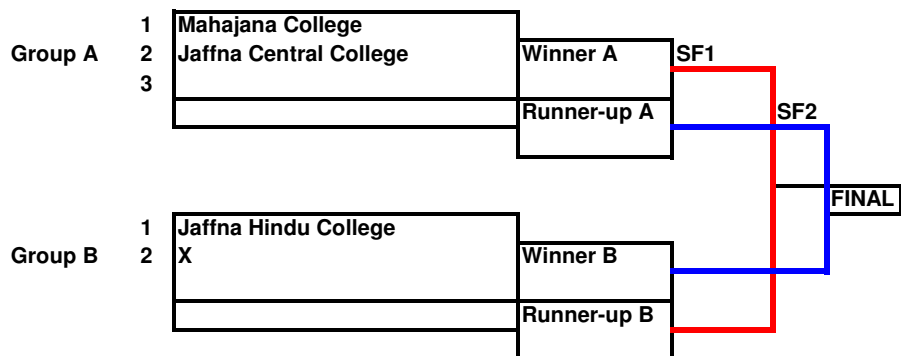 1 Mahajana College
Group A 2 Jaffna Central College Winner A SF1
3
Runner-up A SF2
FINAL
1 Jaffna Hindu College
Group B 2 X Winner B
Runner-up B